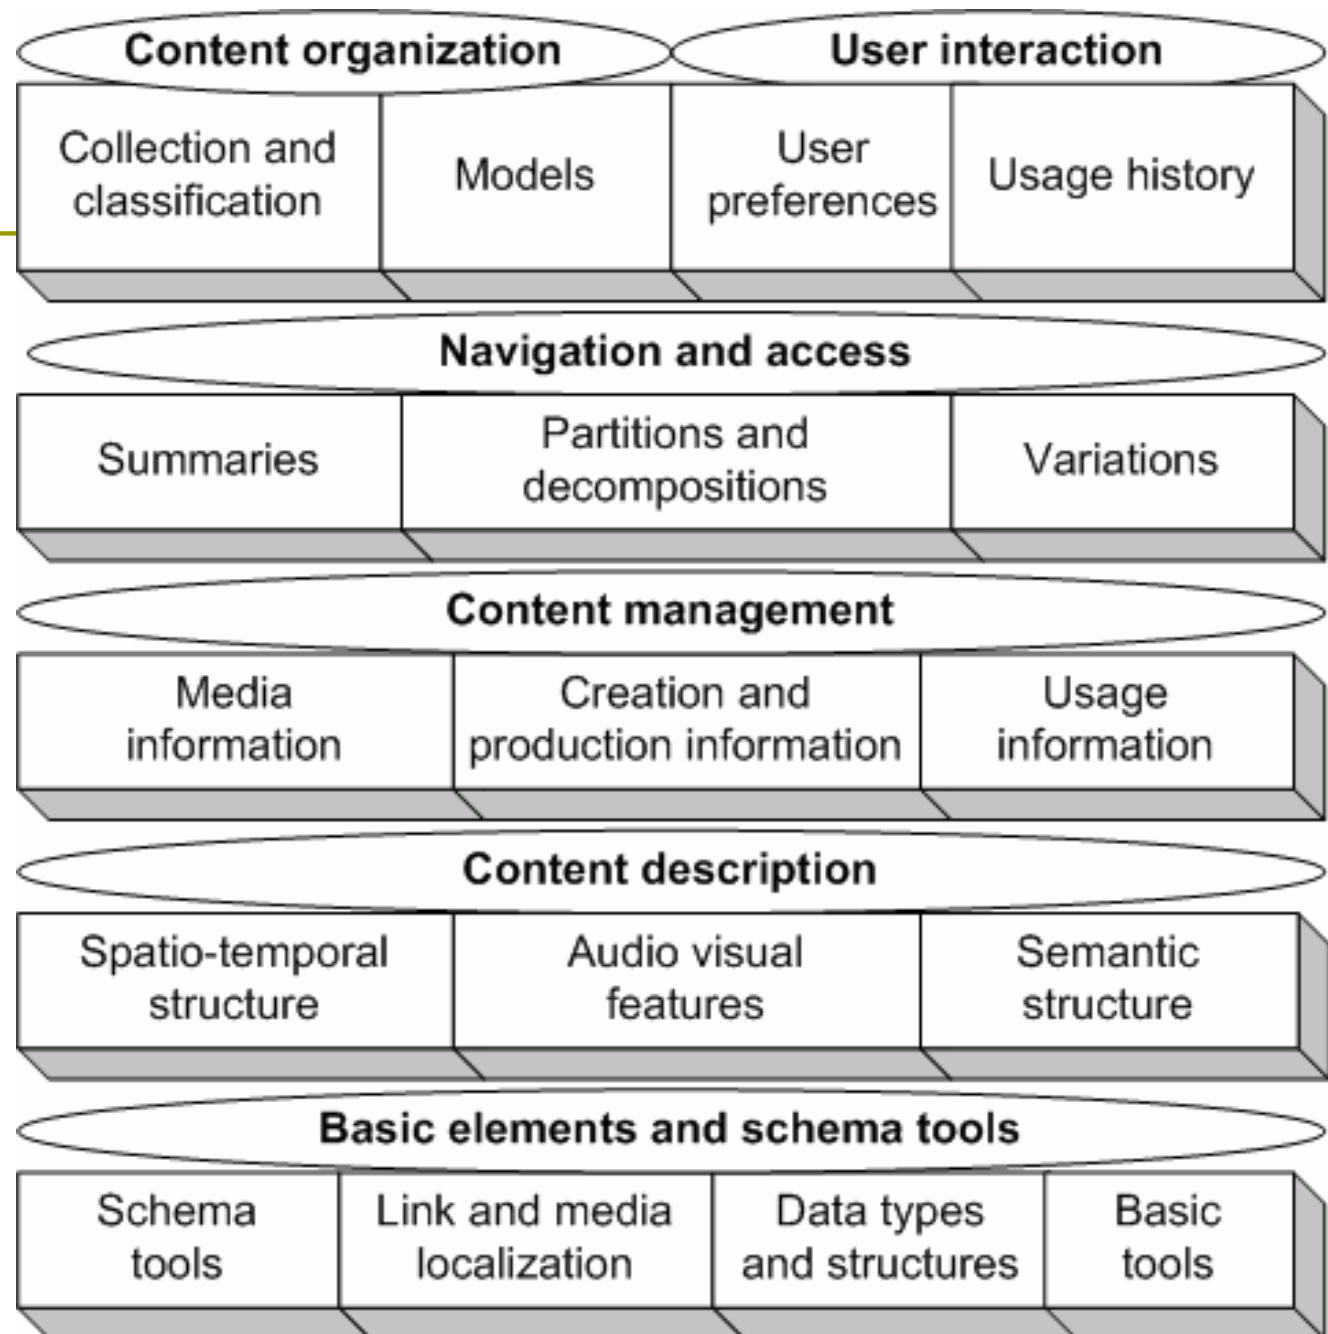 Content organization
User interaction
Collection and
classification
Models
User
preferences
Usage history
Navigation and access
Summaries
Partitions and
decompositions
Variations
Content management
Media
information
Creation and
production information
Usage
information
Content description
Spatio-temporal
structure
Audio visual
features
Semantic
structure
Basic elements and schema tools
Schema
tools
Link and media
localization
Data types
and structures
Basic
tools